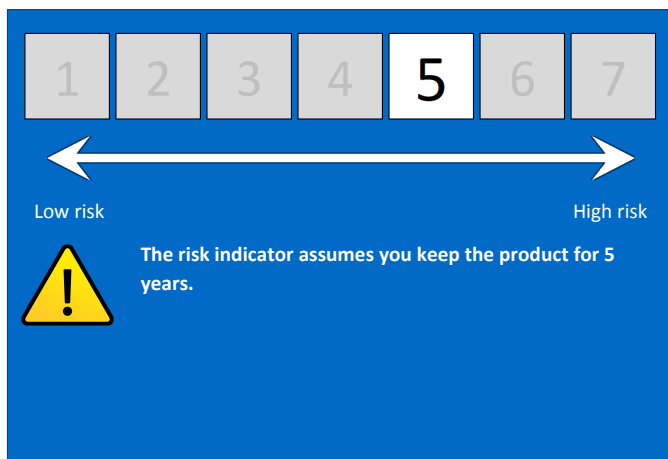 1 2 3 4 5 6 7
Low risk High risk
!
The risk indicator assumes you keep the product for 5
years.